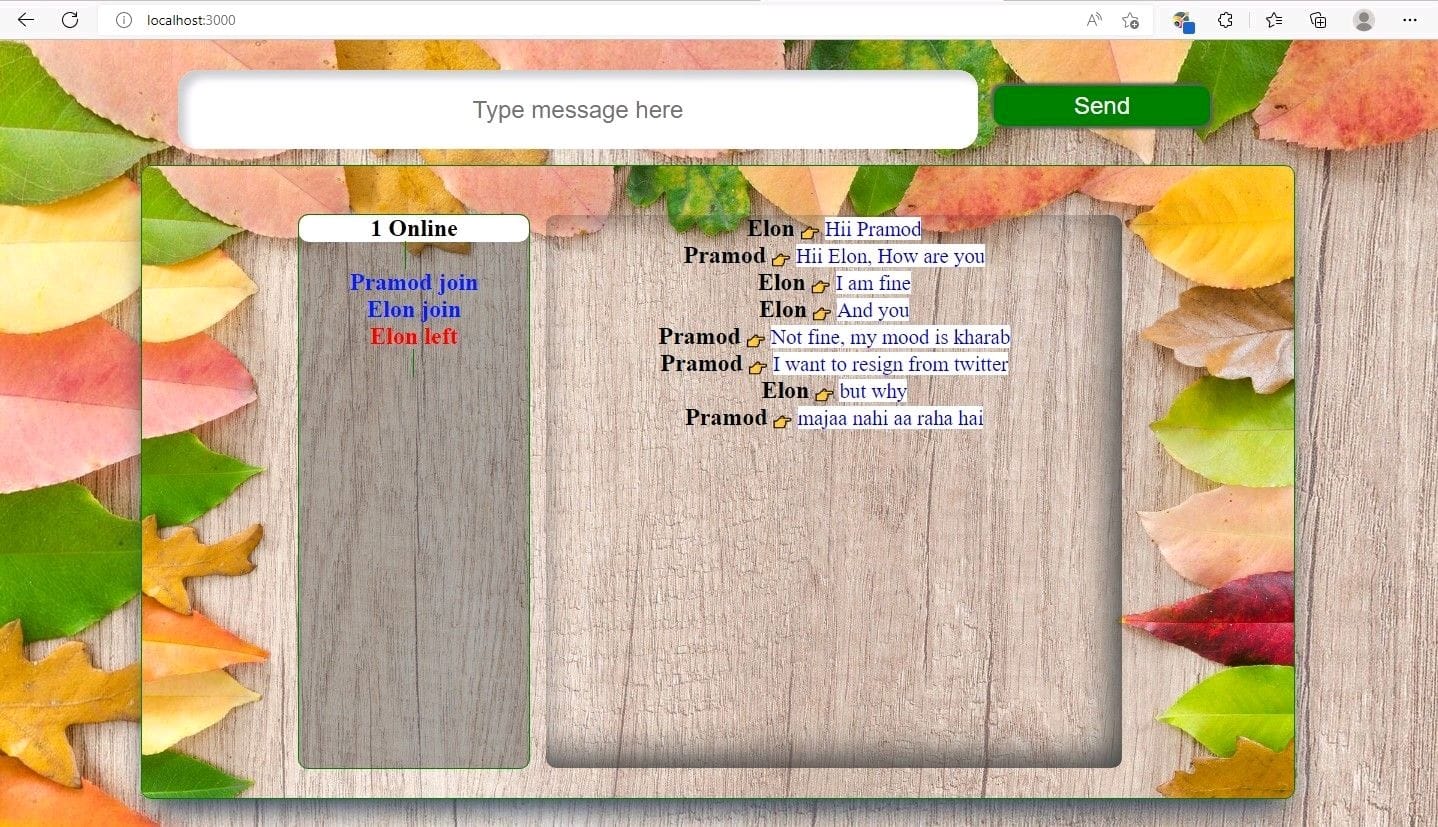 localhost:3000
Type message here
Send
1 Online
Pramod join
Elon join
Elon left
Elon 👉 Hii Pramod
Pramod 👉 Hii Elon, How are you
Elon 👉 I am fine
Elon 👉 And you
Pramod 👉 Not fine, my mood is kharab
Pramod 👉 I want to resign from twitter
Elon 👉 but why
Pramod 👉 majaa nahi aa raha hai